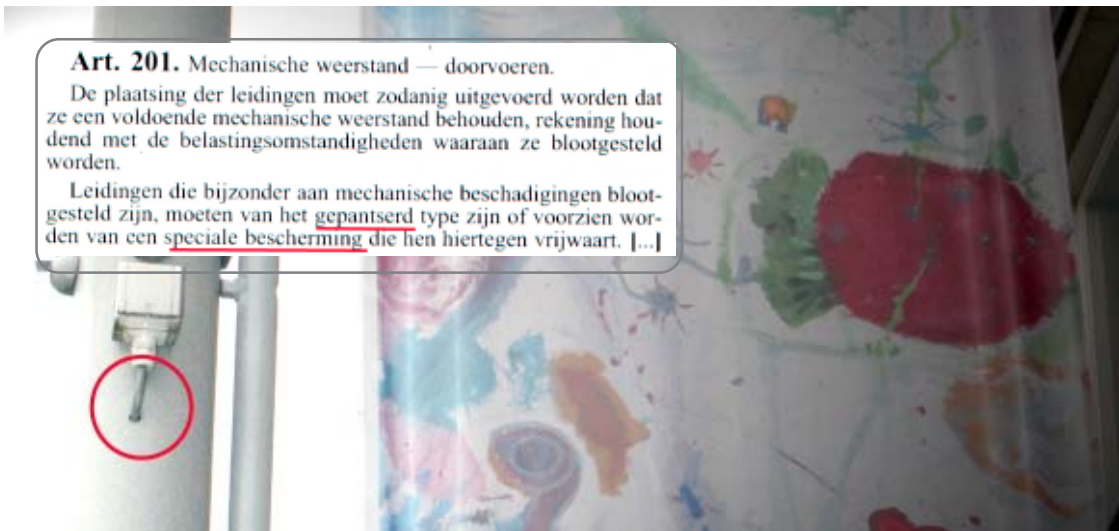 Art. 201. Mechanische weerstand — doorvoeren.
De plaatsing der leidingen moet zodanig uitgevoerd worden dat
ze een voldoende mechanische weerstand behouden, rekening hou-
dend met de belastingsomstandigheden waaraan ze blootgesteld
worden.
Leidingen die bijzonder aan mechanische beschadigingen bloot-
gesteld zijn, moeten van het gepantserd type zijn of voorzien wor-
den van een speciale bescherming die hen hiertegen vrijwaart. [...]